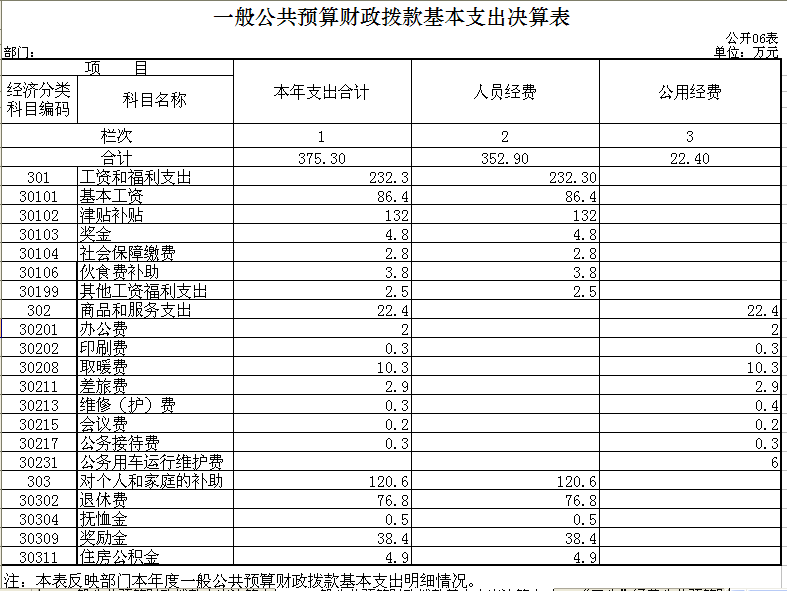 一般公共预算财政拨款基本支出决算表
公开06表
部门： 单位：万元
项 目 本年支出合计 人员经费 公用经费
经济分类科目编码 科目名称
栏次 1 2 3
合计 375.30 352.90 22.40
301 工资和福利支出 232.3 232.30
30101 基本工资 86.4 86.4
30102 津贴补贴 132 132
30103 奖金 4.8 4.8
30104 社会保障缴费 2.8 2.8
30106 伙食费补助 3.8 3.8
30199 其他工资福利支出 2.5 2.5
302 商品和服务支出 22.4 22.4
30201 办公费 2 2
30202 印刷费 0.3 0.3
30208 取暖费 10.3 10.3
30211 差旅费 2.9 2.9
30213 维修（护）费 0.3 0.4
30215 会议费 0.2 0.2
30217 公务接待费 0.3 0.3
30231 公务用车运行维护费 6
303 对个人和家庭的补助 120.6 120.6
30302 退休费 76.8 76.8
30304 抚恤金 0.5 0.5
30309 奖励金 38.4 38.4
30311 住房公积金 4.9 4.9
注：本表反映部门本年度一般公共预算财政拨款基本支出明细情况。